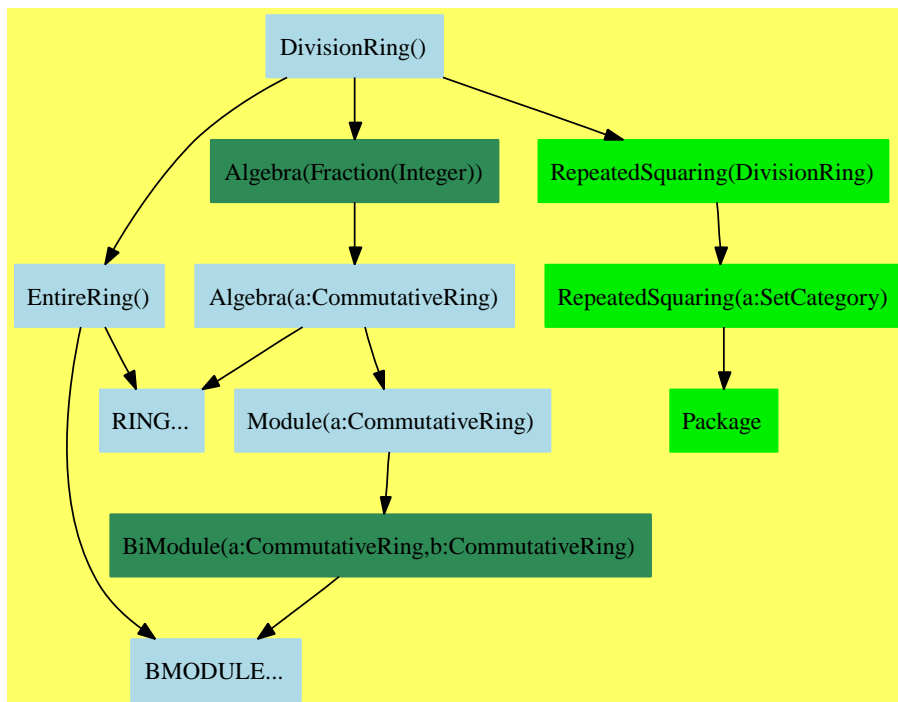 DivisionRing()
Algebra(Fraction(Integer))
RepeatedSquaring(DivisionRing)
EntireRing()
Algebra(a:CommutativeRing)
RepeatedSquaring(a:SetCategory)
RING...
Module(a:CommutativeRing)
Package
BiModule(a:CommutativeRing,b:CommutativeRing)
BMODULE...